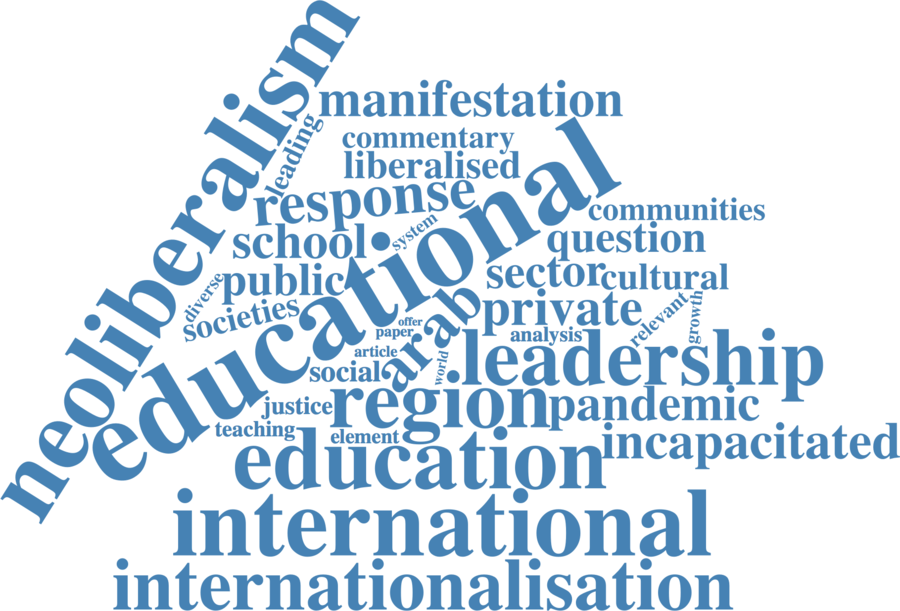 neoliberalism
manifestation
leading
commentary
liberalised
response
educational
communities
school
system
question
public
sector
cultural
diverse
societies
arab
private
relevant
growth
offer
paper
analysis
article
world
leadership
social
region
pandemic
justice
teaching
element
incapacitated
education
international
internationalisation